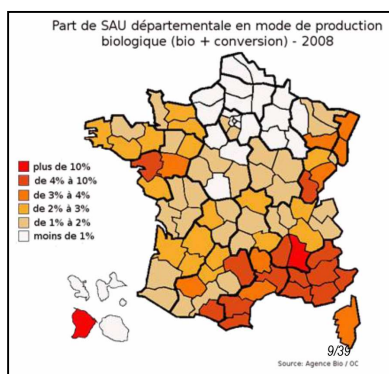 Part de SAU départementale en mode de production
biologique (bio + conversion) - 2008
plus de 10%
de 4% à 10%
de 3% à 4%
de 2% à 3%
de 1% à 2%
moins de 1%
9/39
Source: Agence Bio / OC